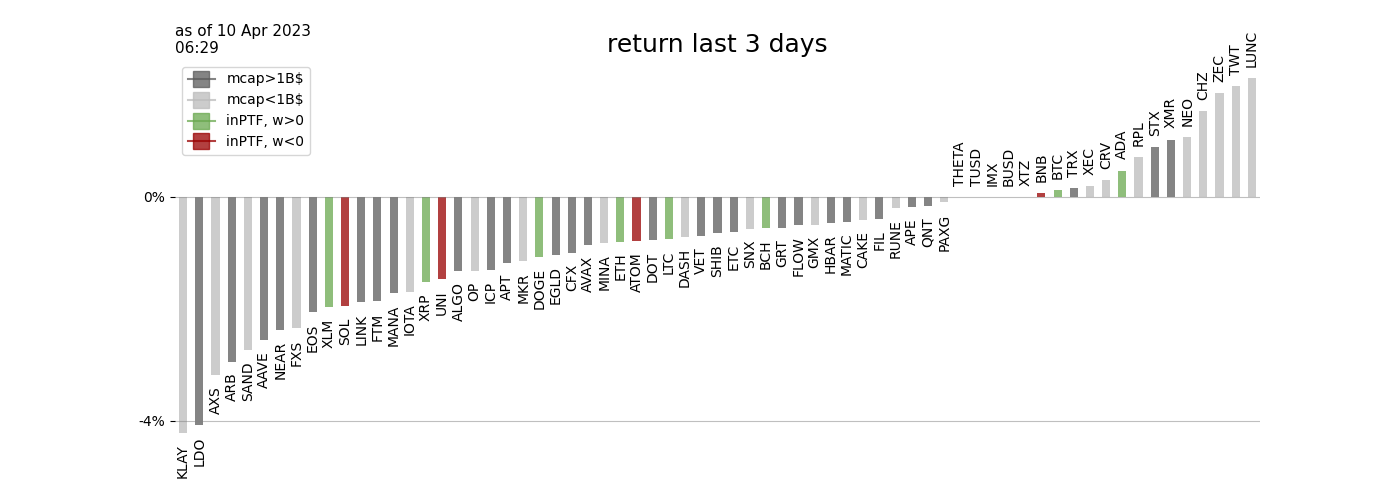 as of 10 Apr 2023
06:29
return last 3 days
mcap>1B$
mcap<1B$
inPTF, w>0
inPTF, w<0
0%
-4%
KLAY
LDO
AXS
ARB
SAND
AAVE
NEAR
FXS
EOS
XLM
SOL
LINK
FTM
MANA
IOTA
XRP
UNI
ALGO
OP
ICP
APT
MKR
DOGE
EGLD
CFX
AVAX
MINA
ETH
ATOM
DOT
LTC
DASH
VET
SHIB
ETC
SNX
BCH
GRT
FLOW
GMX
HBAR
MATIC
CAKE
FIL
RUNE
APE
QNT
PAXG
THETA
TUSD
IMX
BUSD
XTZ
BNB
BTC
TRX
XEC
CRV
ADA
RPL
STX
XMR
NEO
CHZ
ZEC
TWT
LUNC